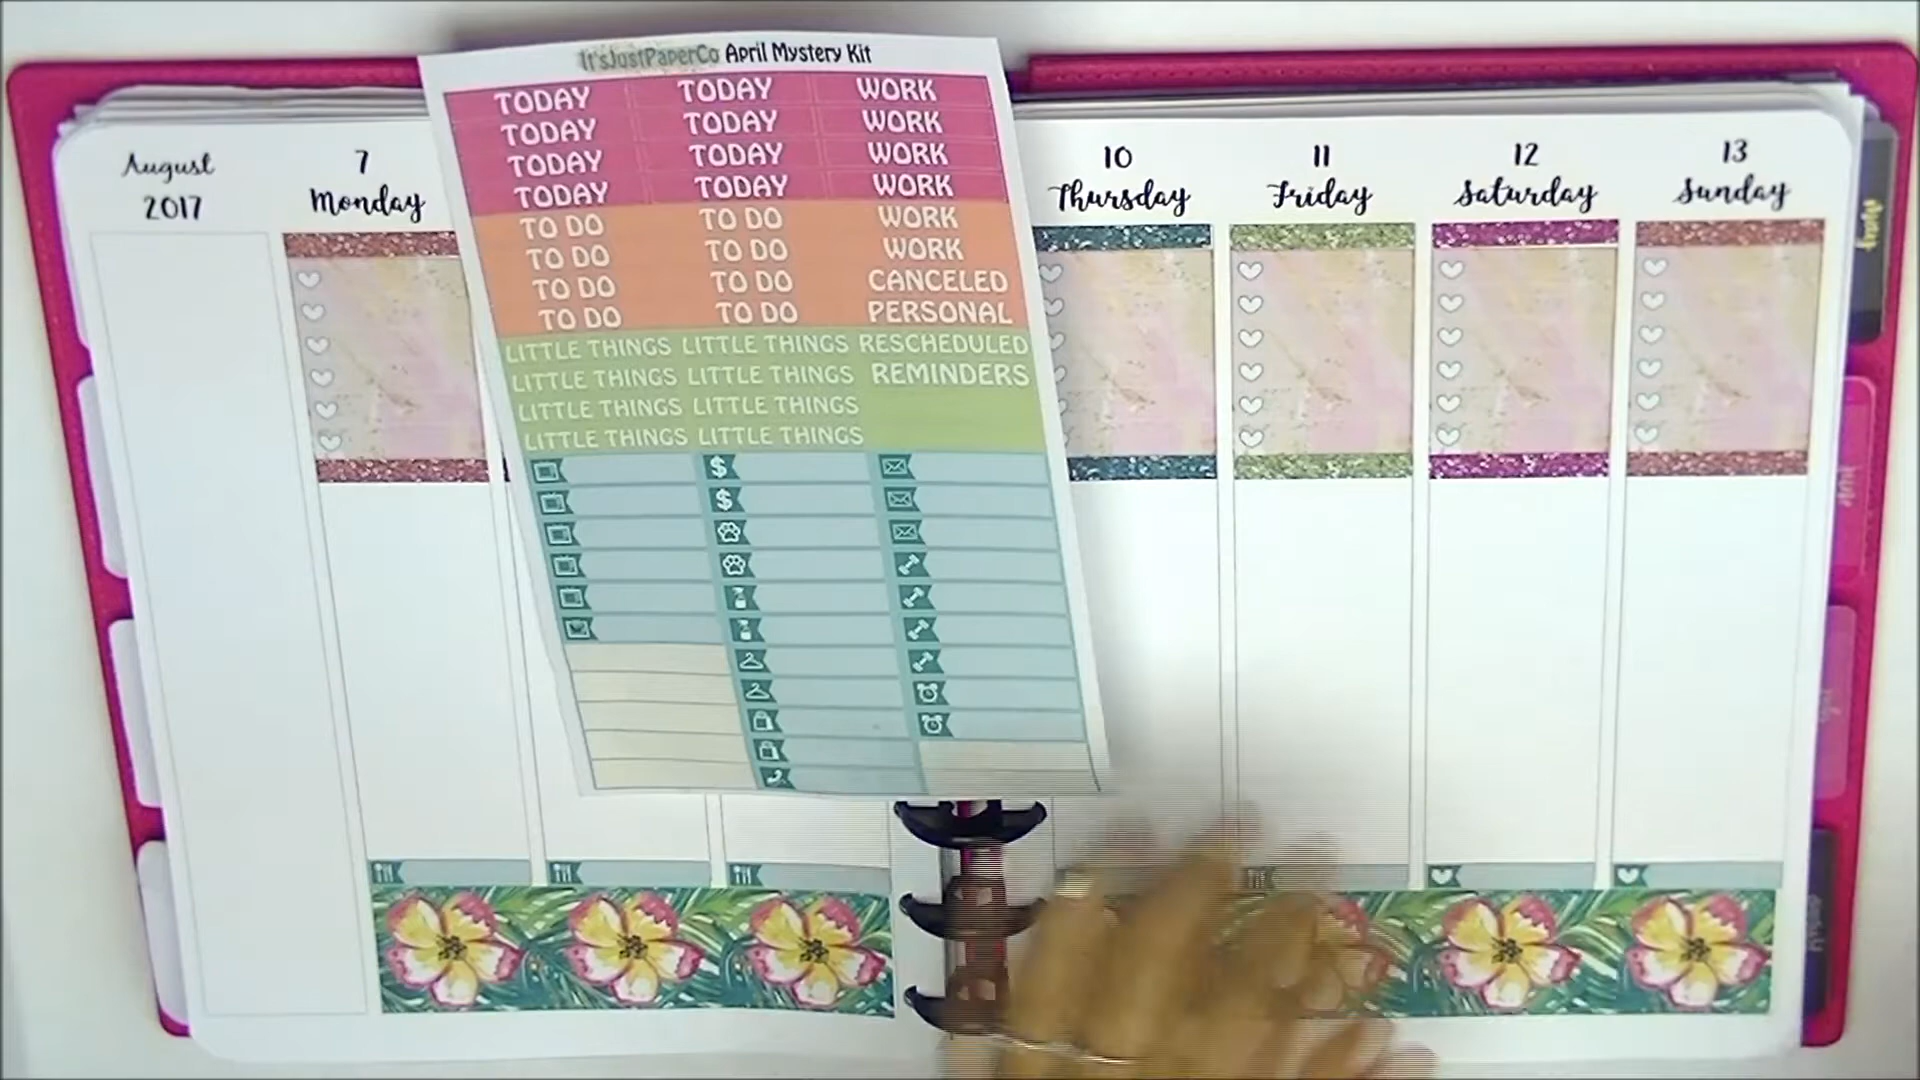 It'sJustPaperCo April Mystery Kit
TODAY TODAY WORK
TODAY TODAY WORK
TODAY TODAY WORK
TODAY TODAY WORK
TO DO TO DO WORK
TO DO TO DO WORK
TO DO TO DO CANCELED
TO DO TO DO PERSONAL
LITTLE THINGS LITTLE THINGS RESCHEDULED
LITTLE THINGS LITTLE THINGS REMINDERS
LITTLE THINGS LITTLE THINGS
LITTLE THINGS LITTLE THINGS
$
$
August
2017
7
Monday
10
Thursday
11
Friday
12
Saturday
13
Sunday